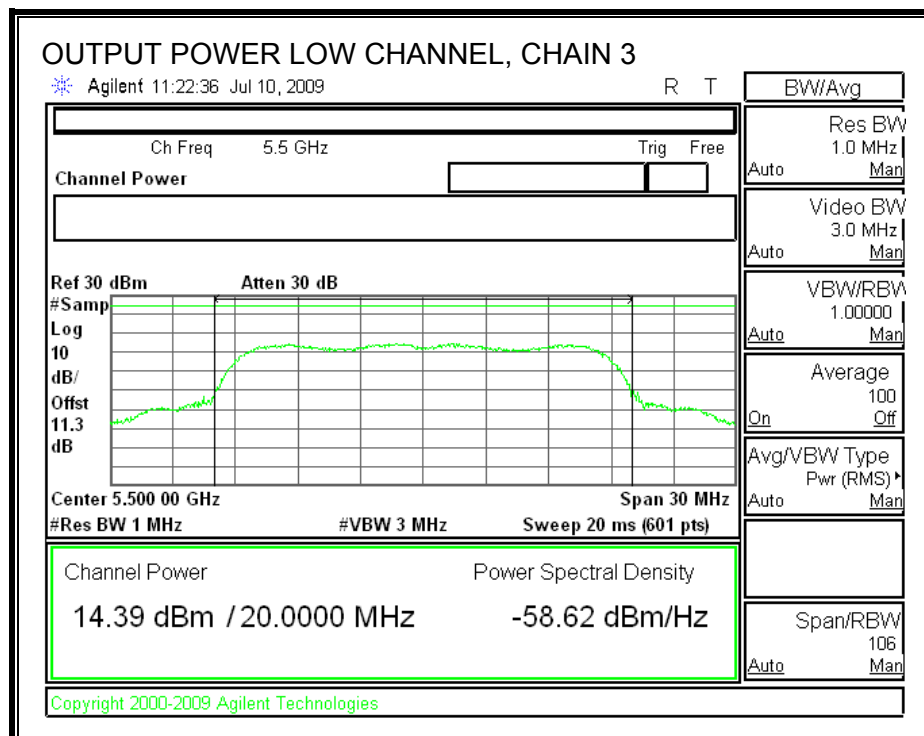 OUTPUT POWER LOW CHANNEL, CHAIN 3
Agilent 11:22:36 Jul 10, 2009 R T
Ch Freq 5.5 GHz Trig Free
Channel Power
Ref 30 dBm Atten 30 dB
#Samp
Log
10
dB/
Offst
11.3
dB
Center 5.500 00 GHz Span 30 MHz
#Res BW 1 MHz #VBW 3 MHz Sweep 20 ms (601 pts)
Channel Power Power Spectral Density
14.39 dBm / 20.0000 MHz -58.62 dBm/Hz
Copyright 2000-2009 Agilent Technologies
BW/Avg
Res BW
1.0 MHz
Auto Man
Video BW
3.0 MHz
Auto Man
VBW/RBW
1.00000
Auto Man
Average
100
On Off
Avg/VBW Type
Pwr (RMS)
Auto Man
Span/RBW
106
Auto Man